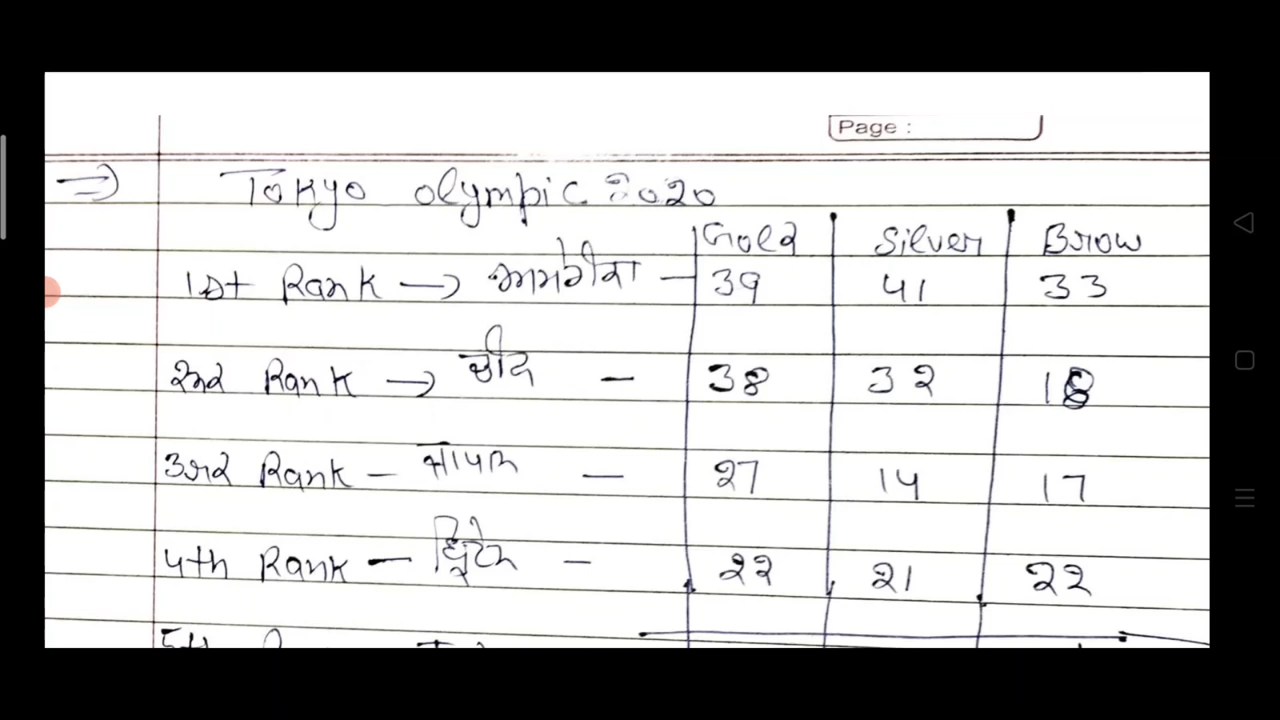 Page :
=> Tokyo olympic 2020
Gold Silver Brow
1st Rank → अमेरीका — 39 41 33
2nd Rank → चीन — 38 32 18
3rd Rank — जापान — 27 14 17
4th Rank — ब्रिटेन — 22 21 22